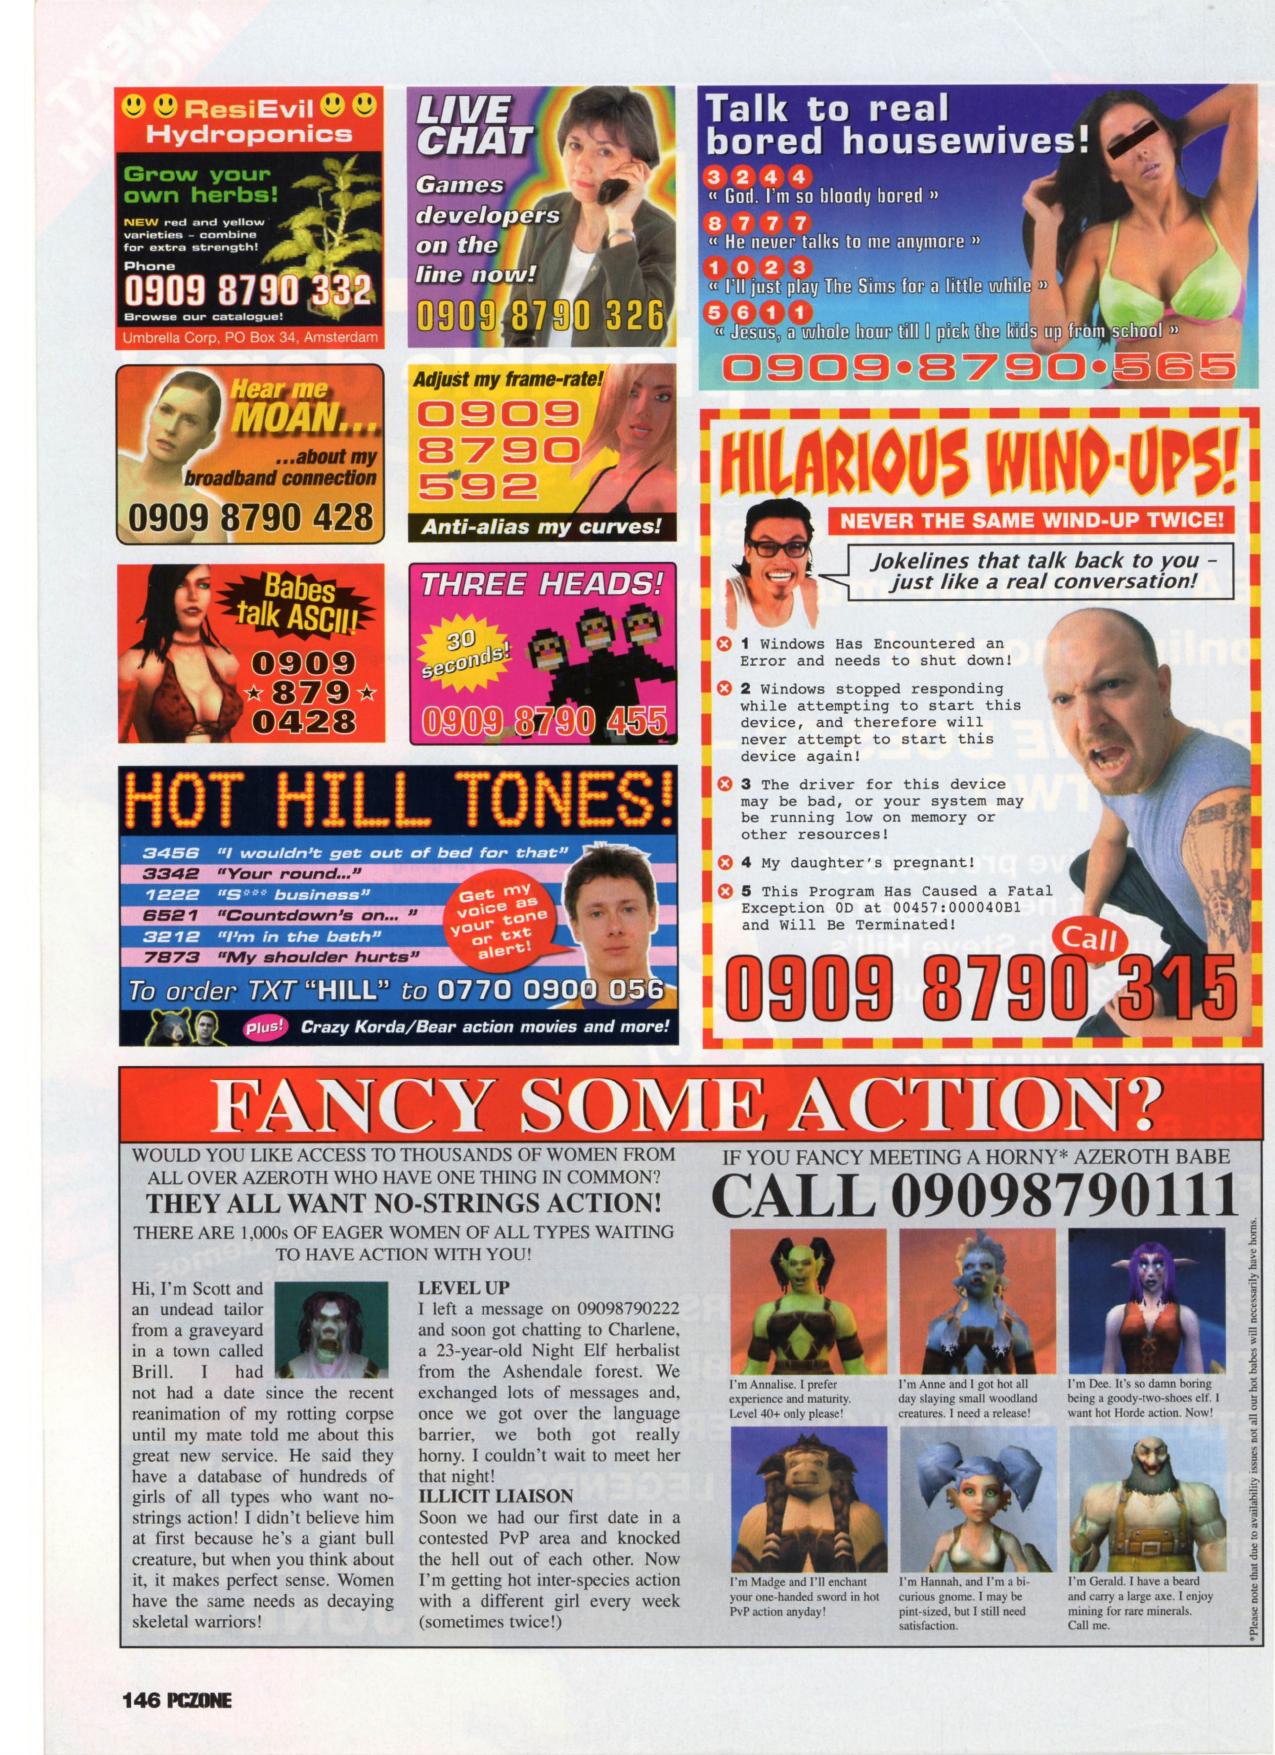 ResiEvil
Hydroponics
Grow your
own herbs!
NEW red and yellow
varieties - combine
for extra strength!
Phone
0909 8790 332
Browse our catalogue!
Umbrella Corp, PO Box 34, Amsterdam
LIVE
CHAT
Games
developers
on the
line now!
0909 8790 326
Talk to real
bored housewives!
3 2 4 4
« God. I'm so bloody bored »
8 7 7 7
« He never talks to me anymore »
1 0 2 3
« I'll just play The Sims for a little while »
5 6 1 1
« Jesus, a whole hour till I pick the kids up from school »
0909•8790•565
Hear me
MOAN...
...about my
broadband connection
0909 8790 428
Adjust my frame-rate!
0909
8790
592
Anti-alias my curves!
Babes
talk ASCII!
0909
879
0428
THREE HEADS!
30
seconds!
0909 8790 455
HILARIOUS WIND-UPS!
NEVER THE SAME WIND-UP TWICE!
Jokelines that talk back to you –
just like a real conversation!
1 Windows Has Encountered an
Error and needs to shut down!
2 Windows stopped responding
while attempting to start this
device, and therefore will
never attempt to start this
device again!
3 The driver for this device
may be bad, or your system may
be running low on memory or
other resources!
4 My daughter's pregnant!
5 This Program Has Caused a Fatal
Exception 0D at 00457:000040B1
and Will Be Terminated!
Call
0909 8790 315
HOT HILL TONES!
3456 "I wouldn't get out of bed for that"
3342 "Your round..."
1222 "S*** business"
6521 "Countdown's on... "
3212 "I'm in the bath"
7873 "My shoulder hurts"
Get my
voice as
your tone
or txt
alert!
To order TXT "HILL" to 0770 0900 056
Plus! Crazy Korda/Bear action movies and more!
FANCY SOME ACTION?
WOULD YOU LIKE ACCESS TO THOUSANDS OF WOMEN FROM
ALL OVER AZEROTH WHO HAVE ONE THING IN COMMON?
THEY ALL WANT NO-STRINGS ACTION!
THERE ARE 1,000s OF EAGER WOMEN OF ALL TYPES WAITING
TO HAVE ACTION WITH YOU!
Hi, I'm Scott and
an undead tailor
from a graveyard
in a town called
Brill. I had
not had a date since the recent
reanimation of my rotting corpse
until my mate told me about this
great new service. He said they
have a database of hundreds of
girls of all types who want no-
strings action! I didn't believe him
at first because he's a giant bull
creature, but when you think about
it, it makes perfect sense. Women
have the same needs as decaying
skeletal warriors!
LEVEL UP
I left a message on 09098790222
and soon got chatting to Charlene,
a 23-year-old Night Elf herbalist
from the Ashendale forest. We
exchanged lots of messages and,
once we got over the language
barrier, we both got really
horny. I couldn't wait to meet her
that night!
ILLICIT LIAISON
Soon we had our first date in a
contested PvP area and knocked
the hell out of each other. Now
I'm getting hot inter-species action
with a different girl every week
(sometimes twice!)
IF YOU FANCY MEETING A HORNY* AZEROTH BABE
CALL 09098790111
I'm Annalise. I prefer
experience and maturity.
Level 40+ only please!
I'm Anne and I got hot all
day slaying small woodland
creatures. I need a release!
I'm Dee. It's so damn boring
being a goody-two-shoes elf. I
want hot Horde action. Now!
I'm Madge and I'll enchant
your one-handed sword in hot
PvP action anyday!
I'm Hannah, and I'm a bi-
curious gnome. I may be
pint-sized, but I still need
satisfaction.
I'm Gerald. I have a beard
and carry a large axe. I enjoy
mining for rare minerals.
Call me.
*Please note that due to availability issues not all our hot babes will necessarily have horns.
146 PCZONE